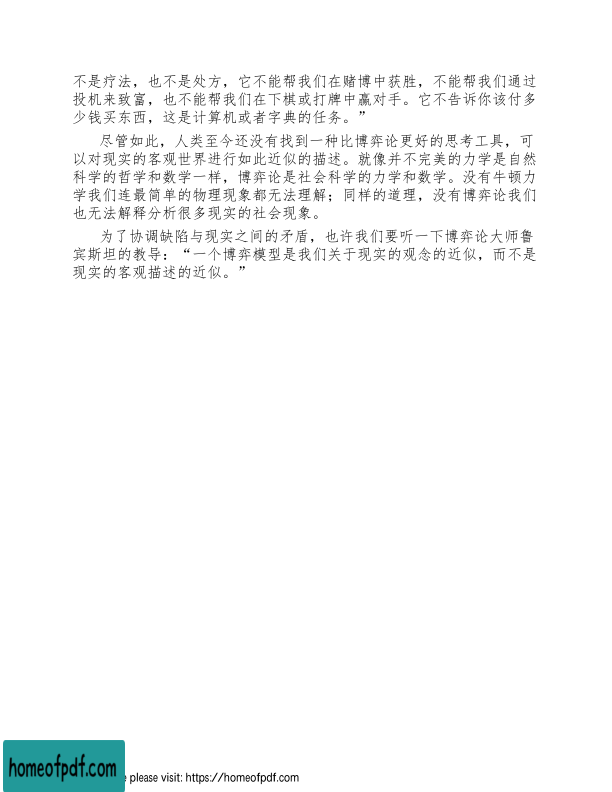 不是疗法，也不是处方，它不能帮我们在赌博中获胜，不能帮我们通过
投机来致富，也不能帮我们在下棋或打牌中赢对手。它不告诉你该付多
少钱买东西，这是计算机或者字典的任务。”
尽管如此，人类至今还没有找到一种比博弈论更好的思考工具，可
以对现实的客观世界进行如此近似的描述。就像并不完美的力学是自然
科学的哲学和数学一样，博弈论是社会科学的力学和数学。没有牛顿力
学我们连最简单的物理现象都无法理解；同样的道理，没有博弈论我们
也无法解释分析很多现实的社会现象。
为了协调缺陷与现实之间的矛盾，也许我们要听一下博弈论大师鲁
宾斯坦的教导：“一个博弈模型是我们关于现实的观念的近似，而不是
现实的客观描述的近似。”
homeofpdf.com
e please visit: https://homeofpdf.com